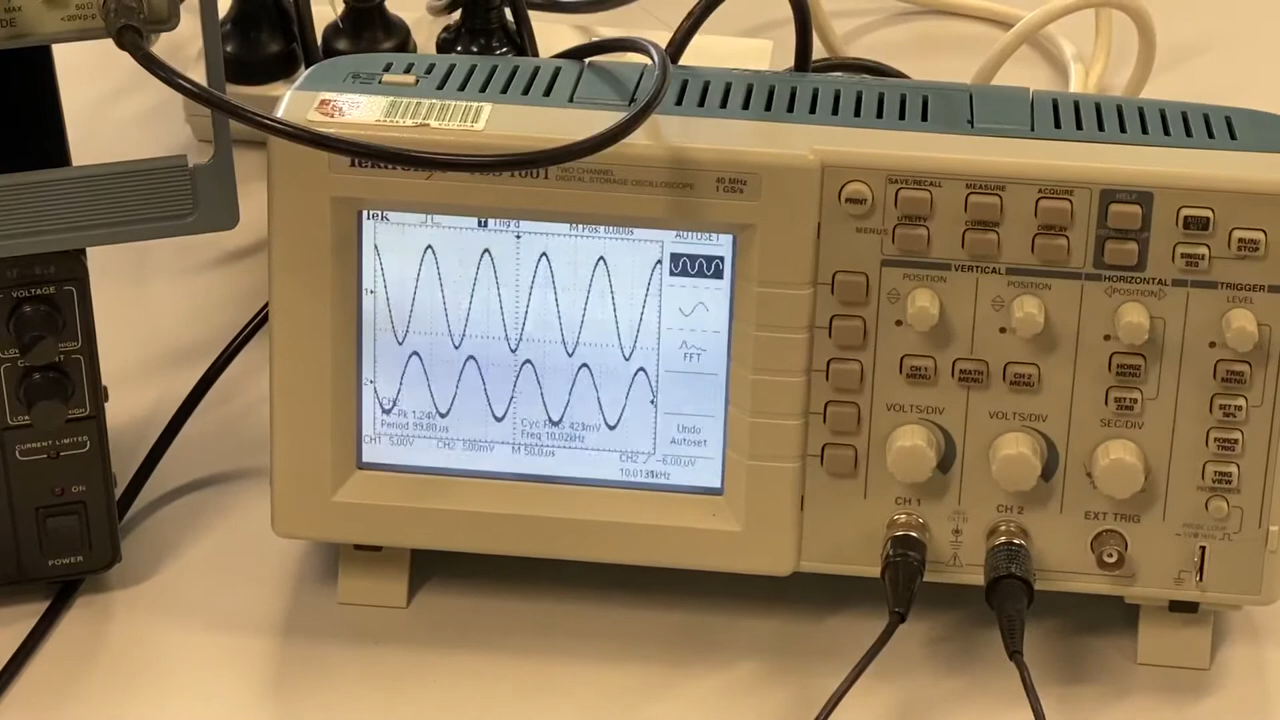 MAX
50Ω
<20Vp-p
Tektronix
TWO CHANNEL
DIGITAL STORAGE OSCILLOSCOPE
40 MHz
1 GS/s
Tek
Trig'd
M Pos: 0.000s
AUTOSET
1+
2+
FFT
Undo
Autoset
CH2
Pk-Pk 1.24V
Period 99.80us
Cyc RMS 423mV
Freq 10.02kHz
CH1 5.00V
CH2 500mV
M 50.0us
CH2
-6.00uV
PRINT
SAVE/RECALL
MEASURE
ACQUIRE
MENUS
UTILITY
CURSOR
DISPLAY
HELP
AUTO
SET
SINGLE
SEQ
RUN/
STOP
VERTICAL
POSITION
POSITION
HORIZONTAL
POSITION
TRIGGER
LEVEL
CH 1
MENU
MATH
MENU
CH 2
MENU
HORIZ
MENU
SET TO
ZERO
TRIG
MENU
SET TO
50%
FORCE
TRIG
TRIG
VIEW
VOLTS/DIV
VOLTS/DIV
SEC/DIV
CH 1
CH 2
EXT TRIG
VOLTAGE
LOW
HIGH
LOW
HIGH
CURRENT LIMITED
ON
POWER